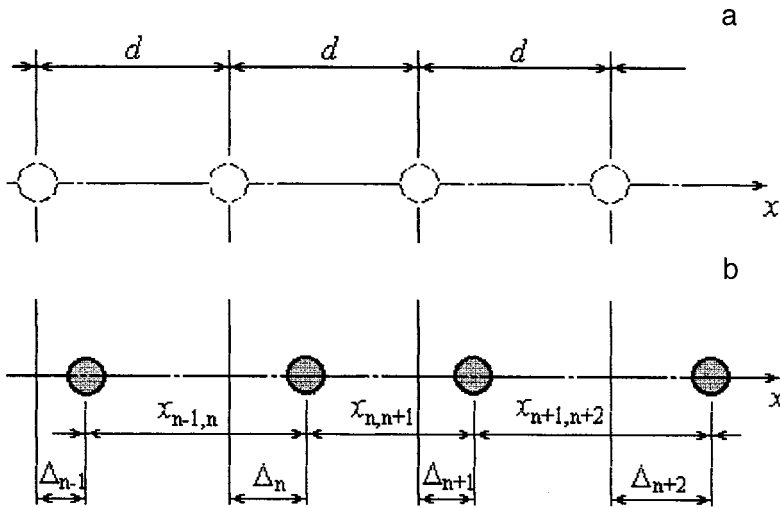 a
d d d
x
b
x
x_{n-1,n} x_{n,n+1} x_{n+1,n+2}
Δ_{n-1} Δ_n Δ_{n+1} Δ_{n+2}